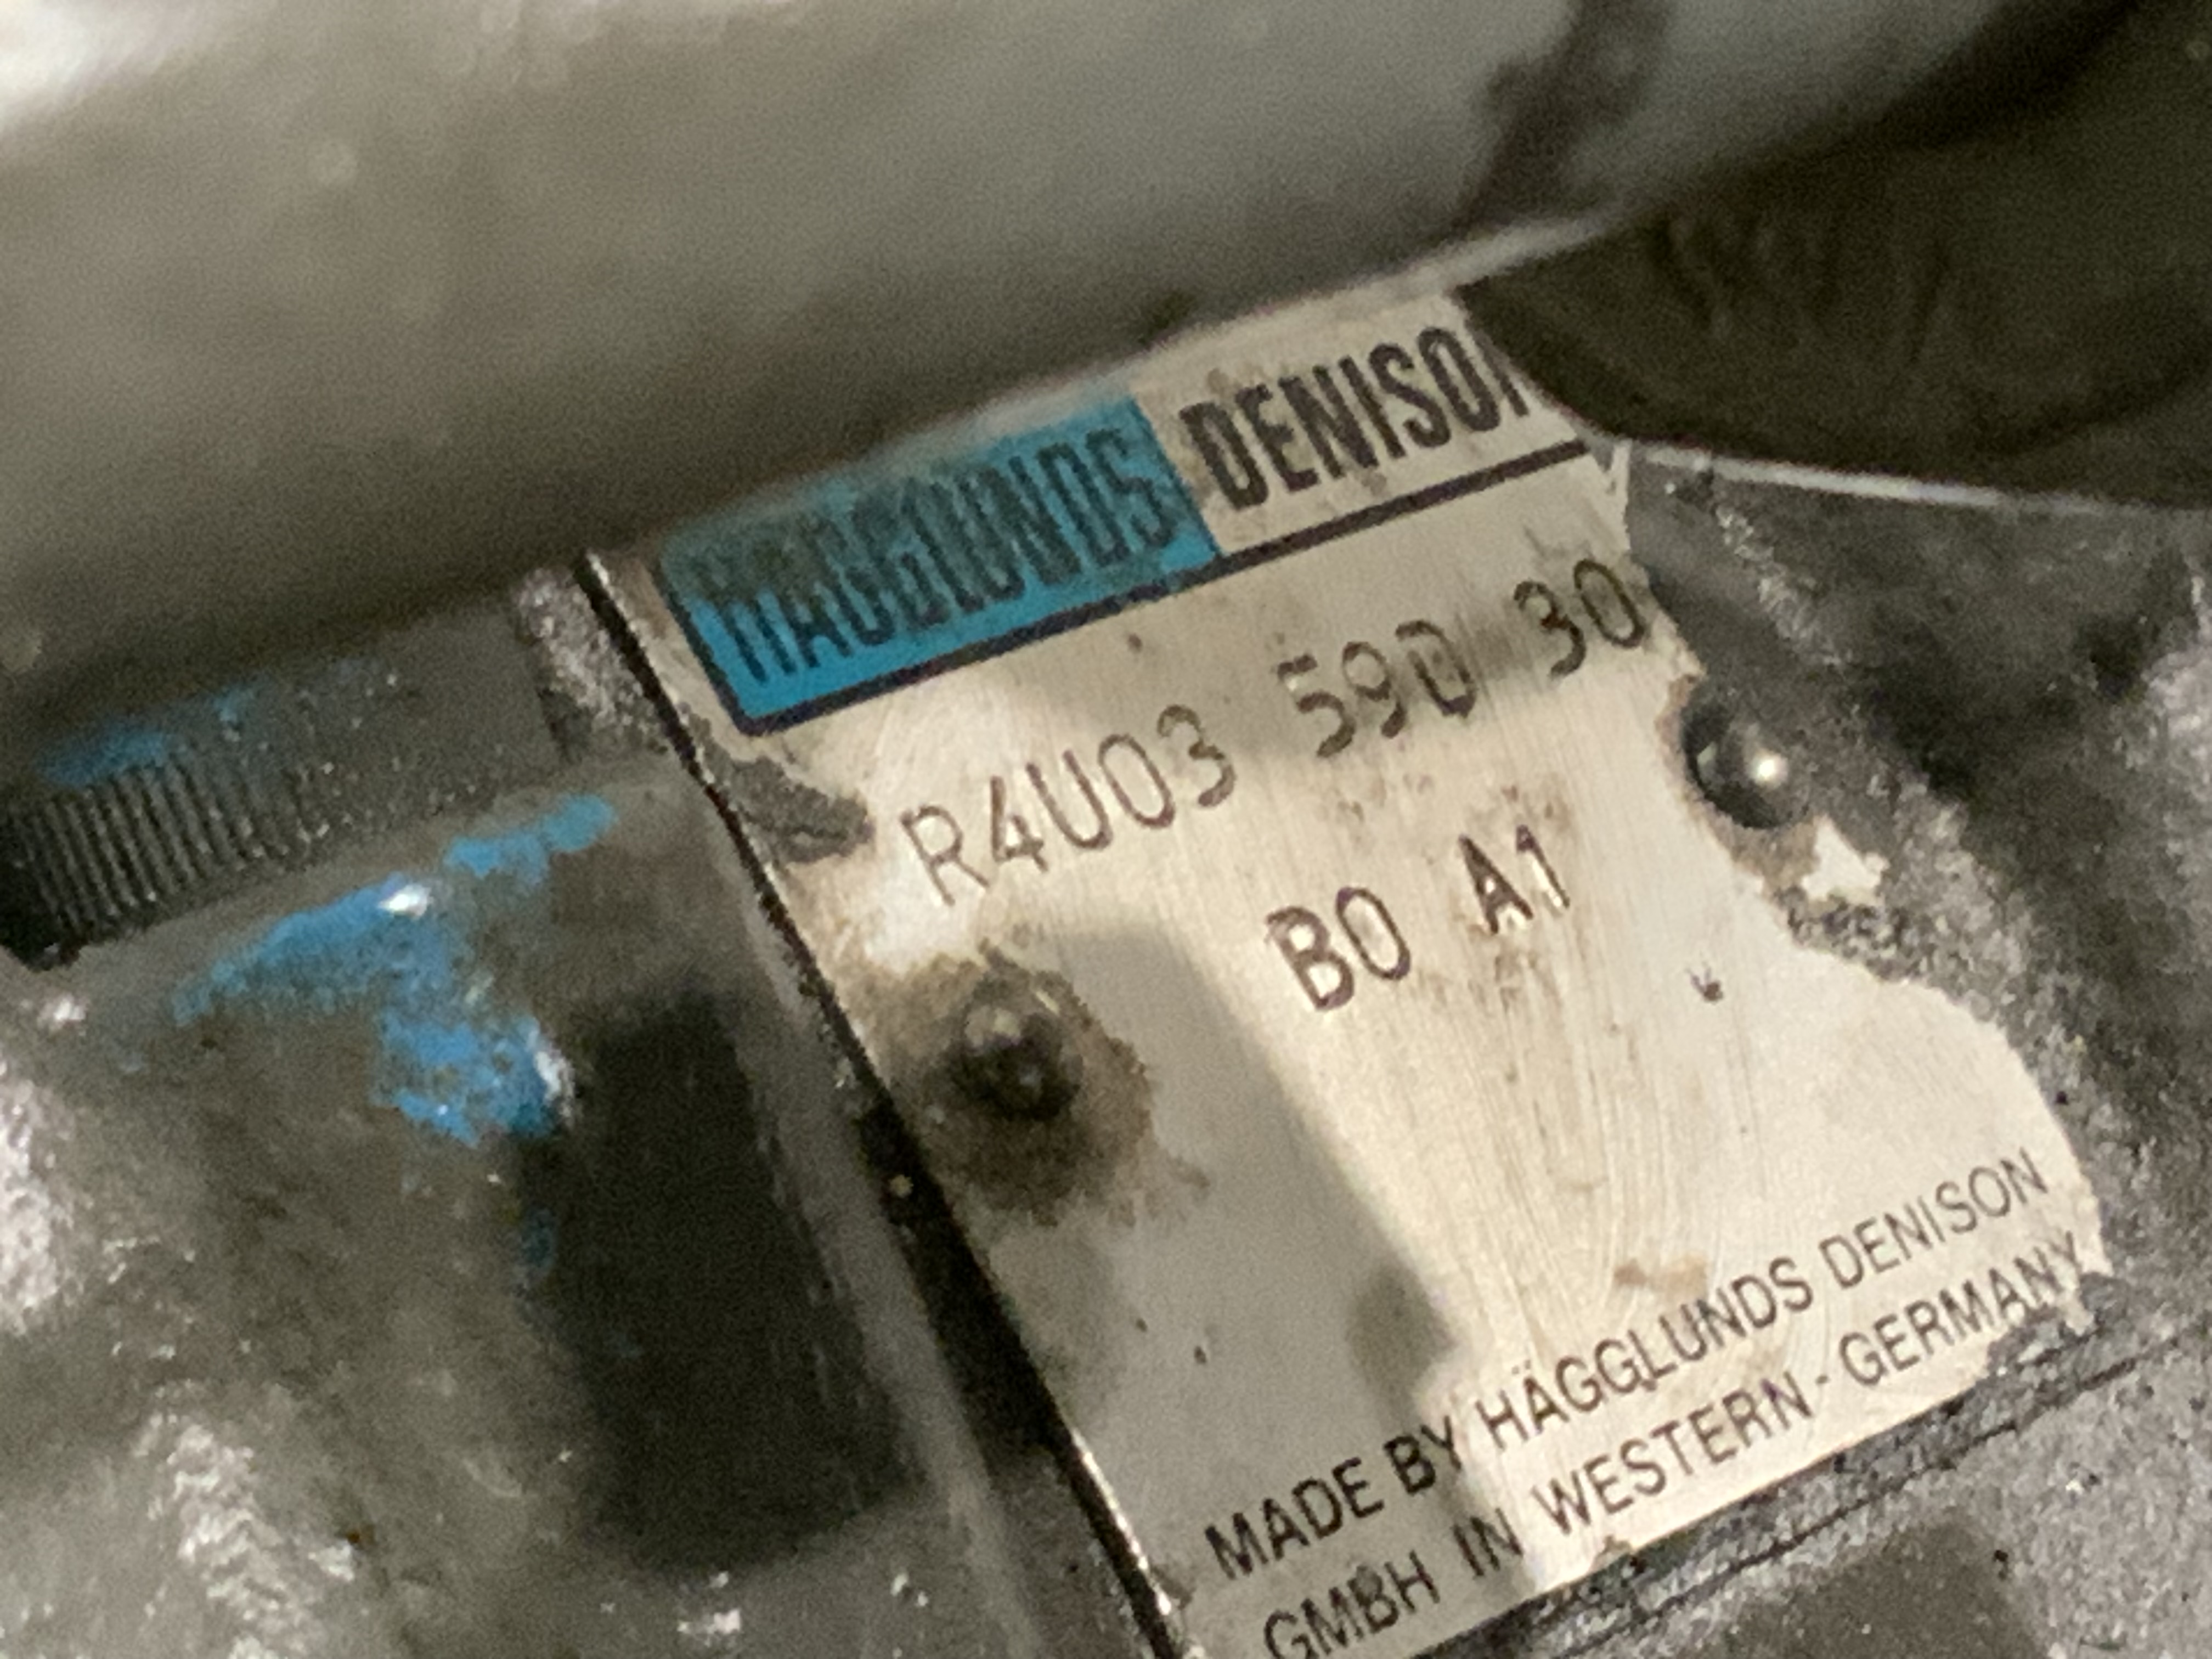 HÄGGLUNDS DENISON
R4U03 590 30
B0 A1
MADE BY HÄGGLUNDS DENISON
GMBH IN WESTERN-GERMANY